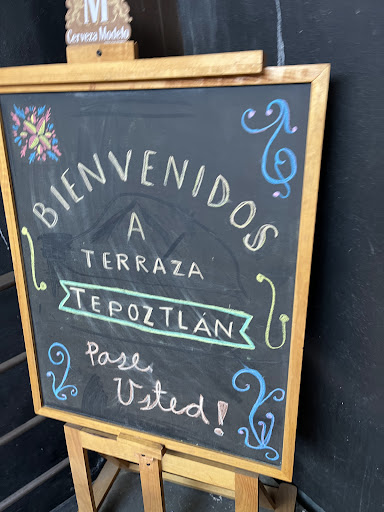 M
Cerveza Modelo
BIENVENIDOS
A
TERRAZA
TEPOZTLÁN
Pase,
Usted!